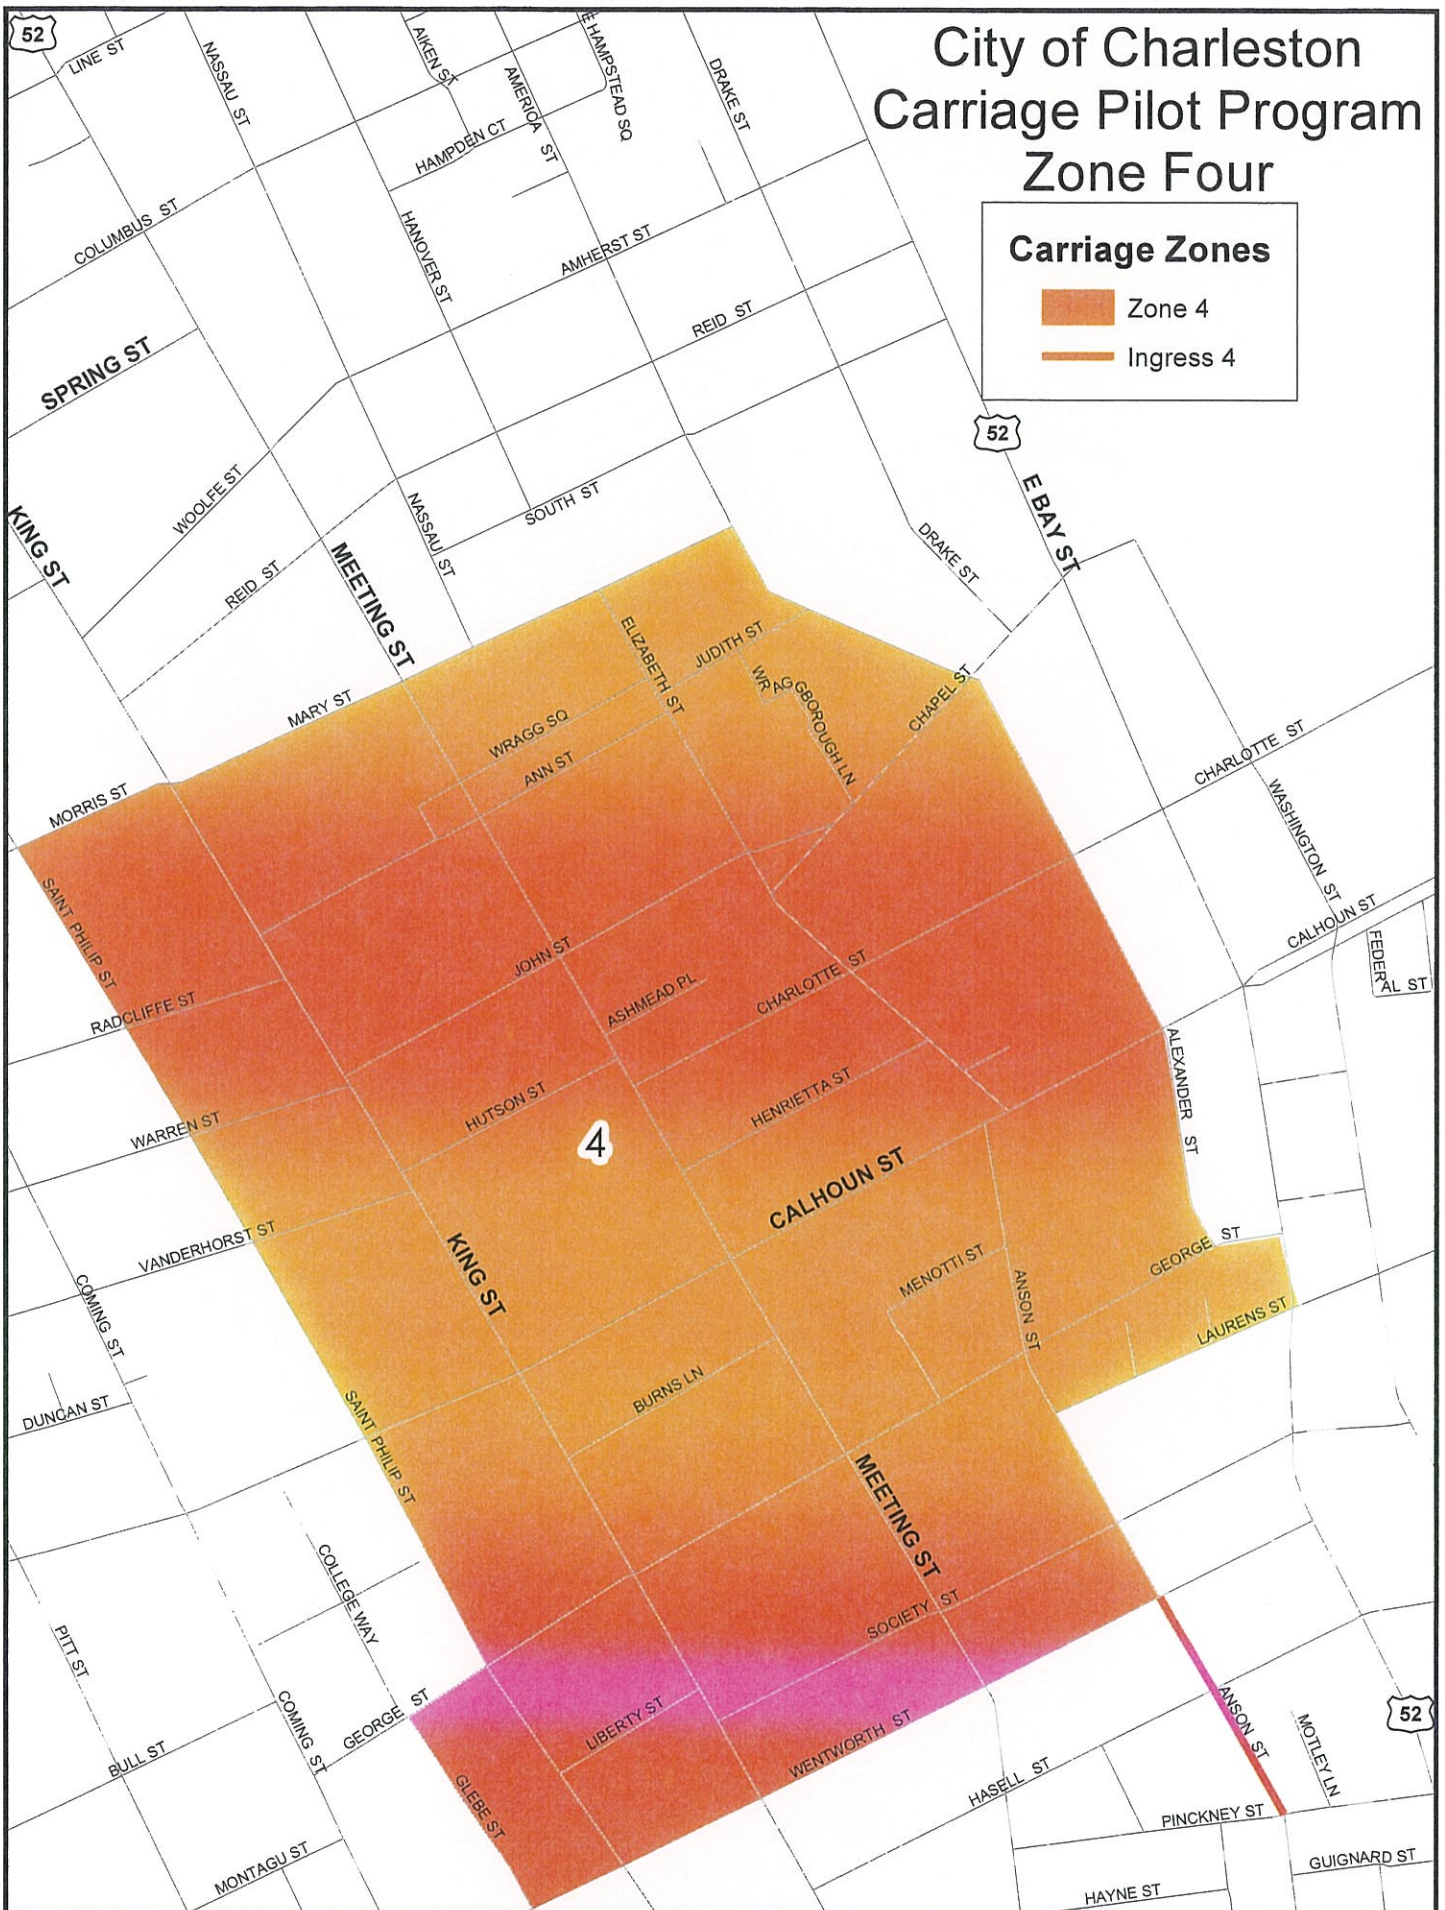 City of Charleston
Carriage Pilot Program
Zone Four
Carriage Zones
Zone 4
Ingress 4
52
LINE ST
NASSAU ST
AIKEN ST
AMERICA ST
E HAMPSTEAD SQ
DRAKE ST
HAMPDEN CT
COLUMBUS ST
HANOVER ST
AMHERST ST
SPRING ST
REID ST
52
WOOLFE ST
KING ST
NASSAU ST
SOUTH ST
E BAY ST
DRAKE ST
REID ST
MEETING ST
ELIZABETH ST
JUDITH ST
WRAGGBOROUGH LN
CHAPEL ST
MARY ST
WRAGG SQ
ANN ST
CHARLOTTE ST
MORRIS ST
WASHINGTON ST
SAINT PHILIP ST
CALHOUN ST
FEDERAL ST
JOHN ST
ASHMEAD PL
CHARLOTTE ST
RADCLIFFE ST
ALEXANDER ST
HUTSON ST
HENRIETTA ST
WARREN ST
4
CALHOUN ST
VANDERHORST ST
KING ST
MENOTTI ST
GEORGE ST
COMING ST
ANSON ST
LAURENS ST
BURNS LN
DUNCAN ST
SAINT PHILIP ST
MEETING ST
COLLEGE WAY
SOCIETY ST
PITT ST
COMING ST
GEORGE ST
LIBERTY ST
WENTWORTH ST
ANSON ST
52
MOTLEY LN
BULL ST
GLEBE ST
HASELL ST
PINCKNEY ST
MONTAGU ST
GUIGNARD ST
HAYNE ST